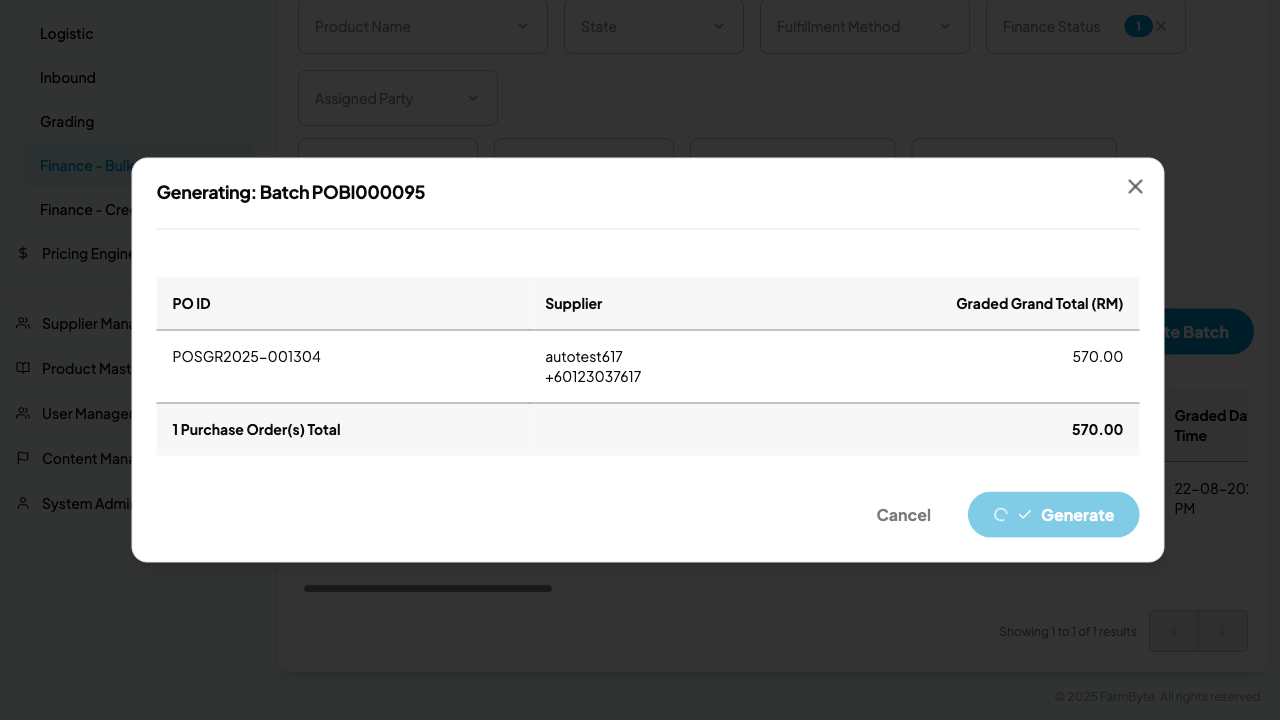 Logistic
Inbound
Grading
Finance - Bulk
Finance - Cre
Pricing Engine
Supplier Mana
Product Mast
User Manager
Content Mana
System Admi
Product Name
State
Fulfillment Method
Finance Status
1
Assigned Party
Generating: Batch POBI000095
PO ID Supplier Graded Grand Total (RM)
POSGR2025-001304 autotest617 570.00
+60123037617
1 Purchase Order(s) Total 570.00
Cancel
Generate
te Batch
Graded Da
Time
22-08-20
PM
Showing 1 to 1 of 1 results
© 2025 FarmByte. All rights reserved.